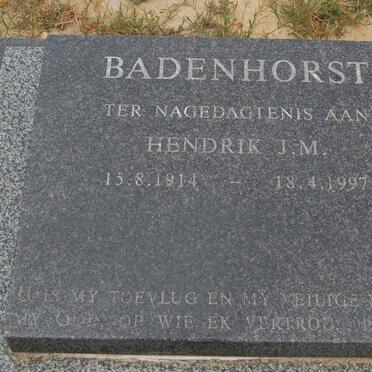 BADENHORST
TER NAGEDAGTENIS AAN
HENDRIK J.M.
15.8.1914 – 18.4.1997
U IS MY TOEVLUG EN MY VEILIGE
MY GOD, OP WIE EK VERTROU.